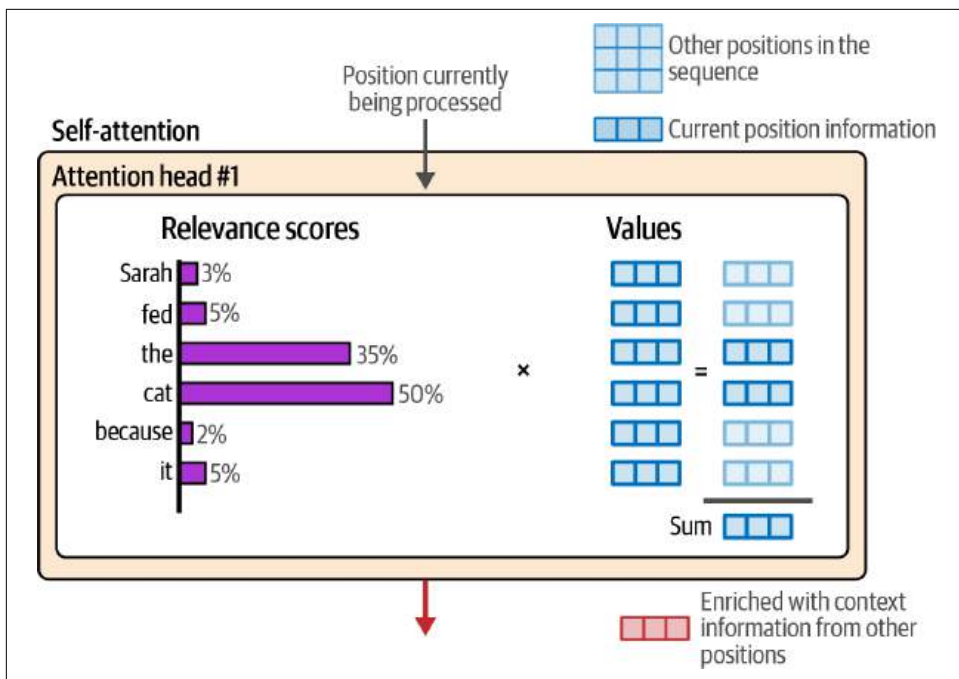 Other positions in the
sequence
Position currently
being processed
Current position information
Self-attention
Attention head #1
Relevance scores
Values
Sarah 3%
fed 5%
the 35%
cat 50%
because 2%
it 5%
×
=
Sum
Enriched with context
information from other
positions